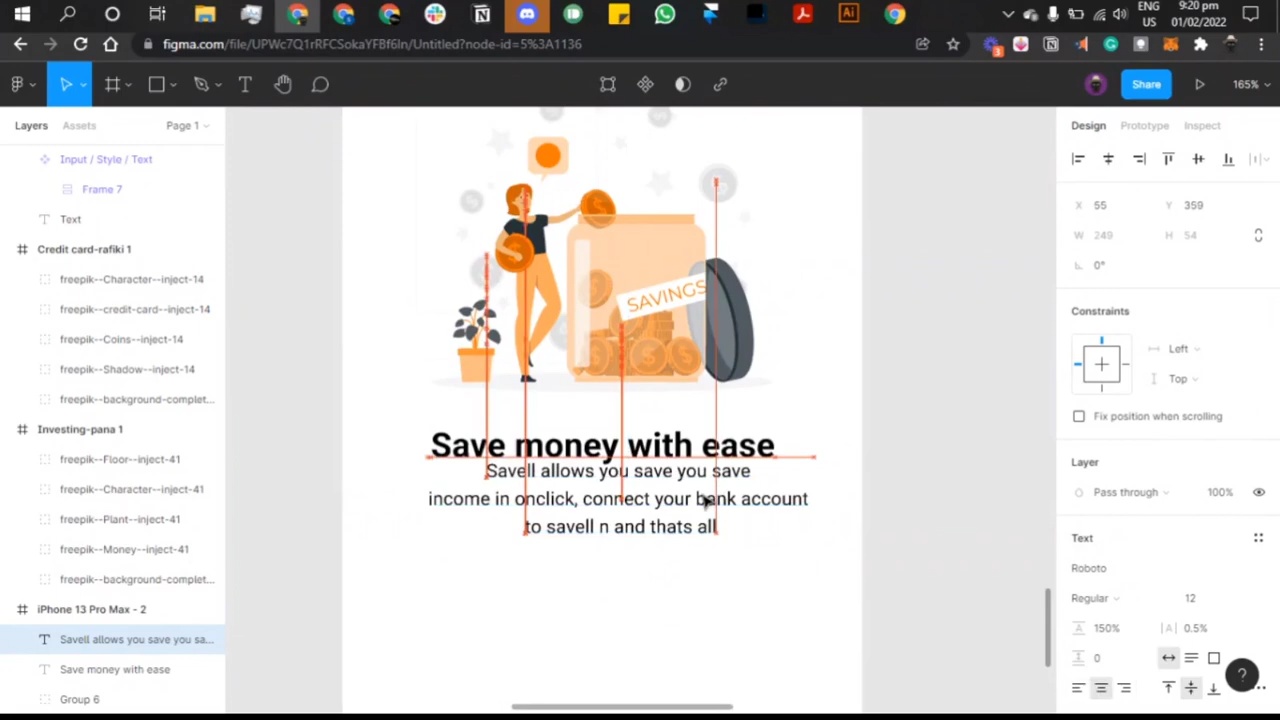 9:20 pm
ENG
US
01/02/2022
figma.com/file/UPWc7Q1rRFCSokaYFBf6ln/Untitled?node-id=5%3A1136
3
Share
165%
Layers
Assets
Page 1
Input / Style / Text
Frame 7
Text
Credit card-rafiki 1
freepik--Character--inject-14
freepik--credit-card--inject-14
freepik--Coins--inject-14
freepik--Shadow--inject-14
freepik--background-complet...
Investing-pana 1
freepik--Floor--inject-41
freepik--Character--inject-41
freepik--Plant--inject-41
freepik--Money--inject-41
freepik--background-complet...
iPhone 13 Pro Max - 2
Savell allows you save you sa...
Save money with ease
Group 6
SAVINGS
Save money with ease
Savell allows you save you save
income in onclick, connect your bank account
to savell n and thats all
Design
Prototype
Inspect
X 55
Y 359
W 249
H 54
0°
Constraints
Left
Top
Fix position when scrolling
Layer
Pass through
100%
Text
Roboto
Regular
12
150%
|A| 0.5%
0
?